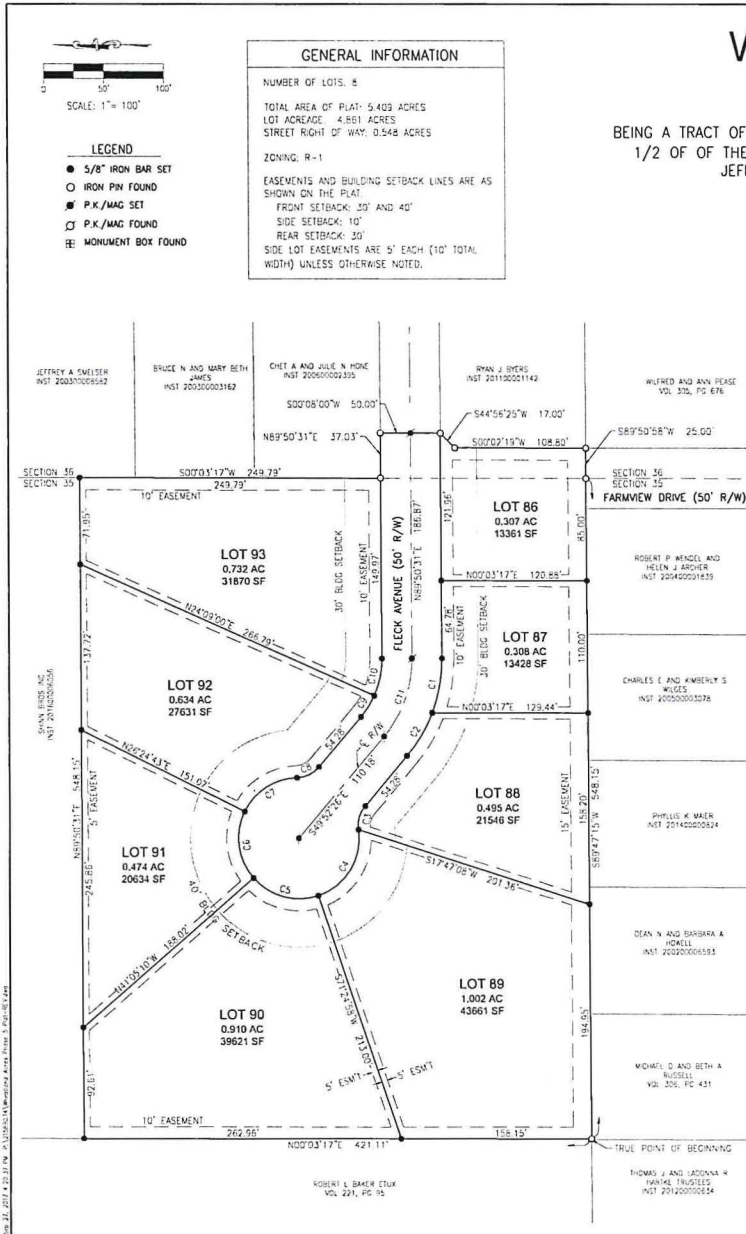 V
0 50' 100'
SCALE: 1"= 100'
LEGEND
5/8" IRON BAR SET
IRON PIN FOUND
P.K./MAG SET
P.K./MAG FOUND
MONUMENT BOX FOUND
GENERAL INFORMATION
NUMBER OF LOTS: 8
TOTAL AREA OF PLAT: 5.409 ACRES
LOT ACREAGE: 4.861 ACRES
STREET RIGHT OF WAY: 0.548 ACRES
ZONING: R-1
EASEMENTS AND BUILDING SETBACK LINES ARE AS
SHOWN ON THE PLAT.
FRONT SETBACK: 30' AND 40'
SIDE SETBACK: 10'
REAR SETBACK: 30'
SIDE LOT EASEMENTS ARE 5' EACH (10' TOTAL
WIDTH) UNLESS OTHERWISE NOTED.
BEING A TRACT OF
1/2 OF OF THE
JEFF
JEFFREY A SMELSER
INST 200300008582
BRUCE N AND MARY BETH
JAMES
INST 200300003162
CHET A AND JULIE N HONE
INST 200600002395
RYAN J BYERS
INST 201100001142
WILFRED AND ANN PEASE
VOL 305, PG 676
S00°08'00"W 50.00'
N89°50'31"E 37.03'
S44°56'25"W 17.00'
S00°02'19"W 108.80'
S89°50'58"W 25.00'
SECTION 36
SECTION 35
S00°03'17"W 249.79'
249.79'
10' EASEMENT
SECTION 36
SECTION 35
FARMVIEW DRIVE (50' R/W)
71.95'
LOT 93
0.732 AC
31870 SF
30' BLDG SETBACK
10' EASEMENT
149.97'
FLECK AVENUE (50' R/W)
N89°50'31"E
186.87'
121.96'
LOT 86
0.307 AC
13361 SF
85.00'
N00°03'17"E 120.88'
ROBERT P WENDEL AND
HELEN J ARCHER
INST 200400001839
N24°09'00"E 266.79'
137.72'
LOT 92
0.634 AC
27631 SF
64.78'
10' EASEMENT
30' BLDG SETBACK
LOT 87
0.308 AC
13428 SF
110.00'
N00°03'17"E 129.44'
CHARLES E AND KIMBERLY S
WILGES
INST 200500003078
SHINN BROS INC
INST 201100006056
C10
C9
C11
C1
C2
54.28'
₵ R/W
110.18'
S49°52'26"E
54.28'
C8
C7
C3
C6
C4
C5
N26°24'43"E 151.07'
N89°50'31"E 548.15'
5' EASEMENT
LOT 88
0.495 AC
21546 SF
15' EASEMENT
158.20'
S89°47'15"W 548.15'
PHYLLIS K MAIER
INST 201400000824
S17°47'08"W 201.36'
LOT 91
0.474 AC
20634 SF
245.86'
40' BLDG SETBACK
N41°05'10"W 188.02'
DEAN N AND BARBARA A
HOWELL
INST 200200006593
LOT 89
1.002 AC
43661 SF
LOT 90
0.910 AC
39621 SF
S71°24'58"W 213.00'
194.95'
92.61'
5' ESM'T
5' ESM'T
MICHAEL D AND BETH A
RUSSELL
VOL 306, PG 431
10' EASEMENT
262.96'
158.15'
N00°03'17"E 421.11'
TRUE POINT OF BEGINNING
ROBERT L BAKER ETUX
VOL 221, PG 95
THOMAS J AND LADONNA R
HARTKE TRUSTEES
INST 201200000634